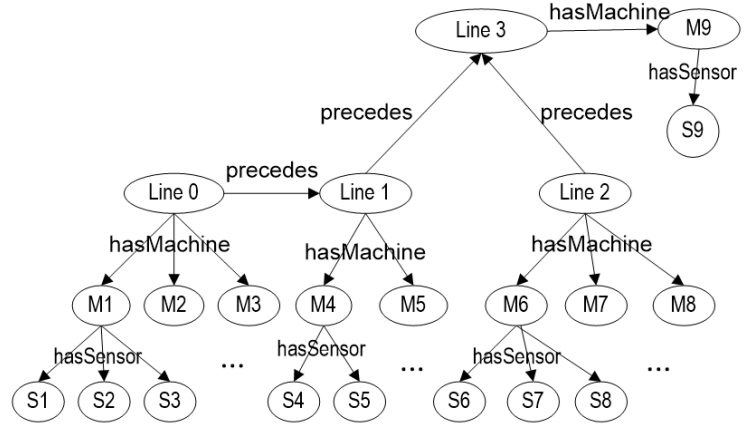 Line 3
hasMachine
M9
hasSensor
S9
precedes
precedes
Line 0
precedes
Line 1
Line 2
hasMachine
hasMachine
hasMachine
M1
M2
M3
M4
M5
M6
M7
M8
hasSensor
...
hasSensor
...
hasSensor
...
S1
S2
S3
S4
S5
S6
S7
S8